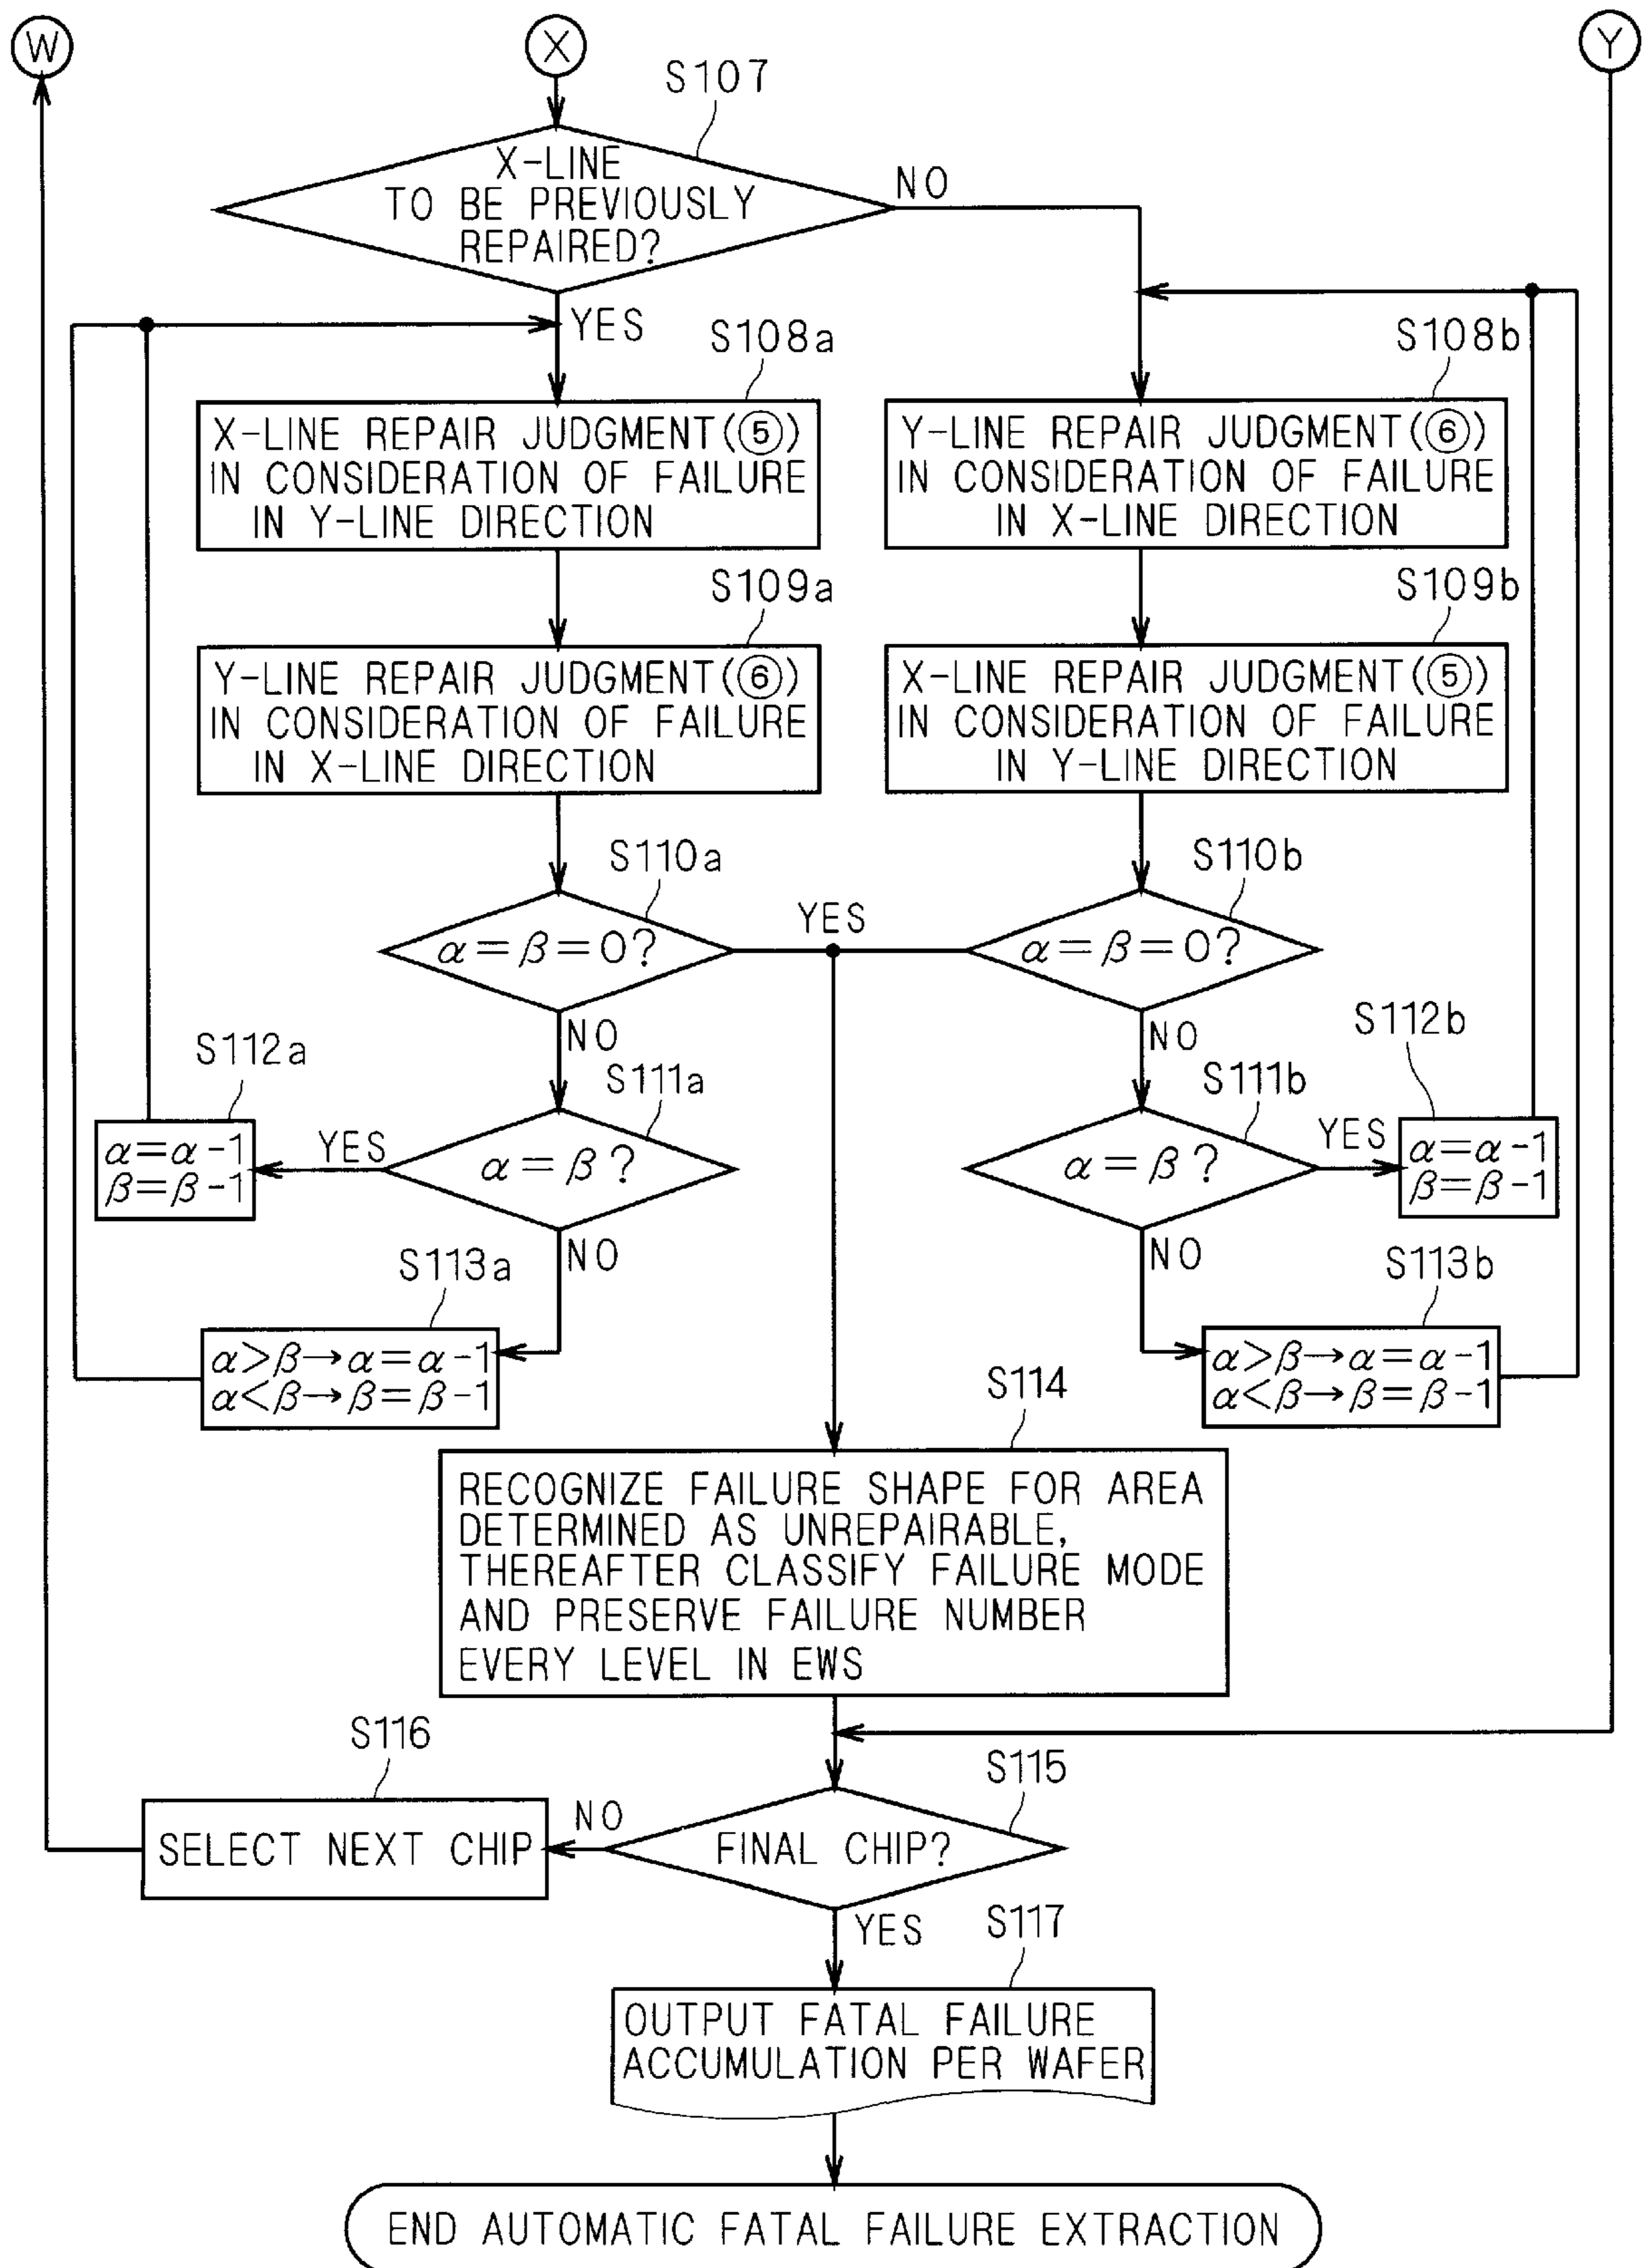 W
X
Y
S107
X-LINE
TO BE PREVIOUSLY
REPAIRED?
NO
YES
S108a
X-LINE REPAIR JUDGMENT(⑤)
IN CONSIDERATION OF FAILURE
IN Y-LINE DIRECTION
S108b
Y-LINE REPAIR JUDGMENT(⑥)
IN CONSIDERATION OF FAILURE
IN X-LINE DIRECTION
S109a
Y-LINE REPAIR JUDGMENT(⑥)
IN CONSIDERATION OF FAILURE
IN X-LINE DIRECTION
S109b
X-LINE REPAIR JUDGMENT(⑤)
IN CONSIDERATION OF FAILURE
IN Y-LINE DIRECTION
S110a
α=β=0?
YES
S110b
α=β=0?
NO
NO
S111a
α=β?
YES
S112a
α=α-1
β=β-1
S111b
α=β?
YES
S112b
α=α-1
β=β-1
NO
NO
S113a
α>β→α=α-1
α<β→β=β-1
S113b
α>β→α=α-1
α<β→β=β-1
S114
RECOGNIZE FAILURE SHAPE FOR AREA
DETERMINED AS UNREPAIRABLE,
THEREAFTER CLASSIFY FAILURE MODE
AND PRESERVE FAILURE NUMBER
EVERY LEVEL IN EWS
S115
FINAL CHIP?
NO
S116
SELECT NEXT CHIP
YES
S117
OUTPUT FATAL FAILURE
ACCUMULATION PER WAFER
END AUTOMATIC FATAL FAILURE EXTRACTION